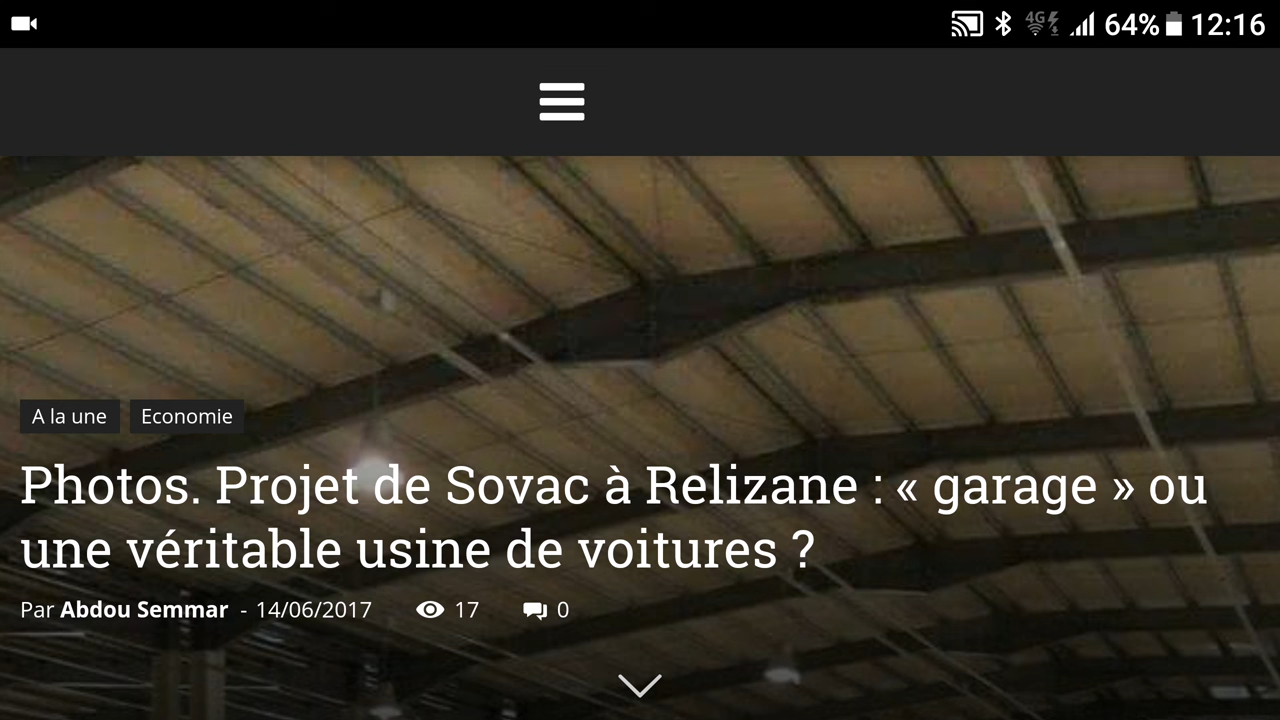 4G 64% 12:16
A la une Economie
Photos. Projet de Sovac à Relizane : « garage » ou
une véritable usine de voitures ?
Par Abdou Semmar - 14/06/2017 17 0